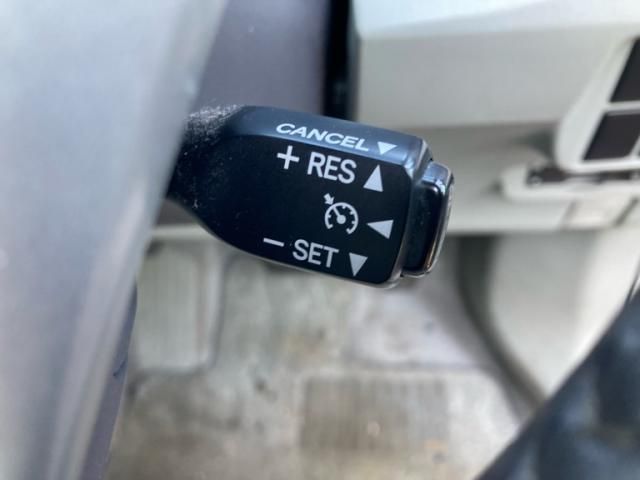 CANCEL ▼
+ RES ▲
◀
- SET ▼